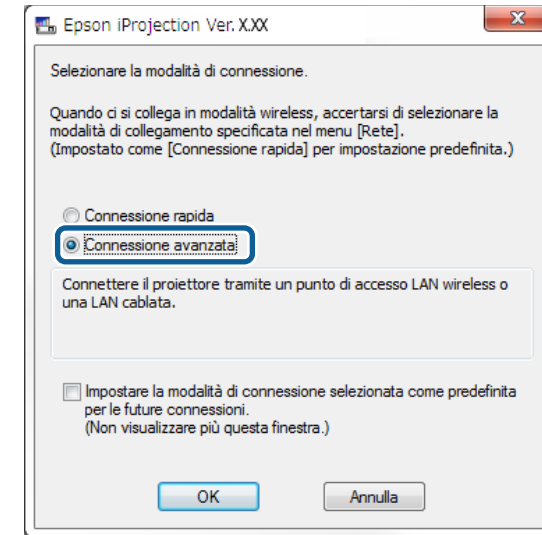 Epson iProjection Ver. X.XX
Selezionare la modalità di connessione.
Quando ci si collega in modalità wireless, accertarsi di selezionare la
modalità di collegamento specificata nel menu [Rete].
(Impostato come [Connessione rapida] per impostazione predefinita.)
Connessione rapida
Connessione avanzata
Connettere il proiettore tramite un punto di accesso LAN wireless o
una LAN cablata.
Impostare la modalità di connessione selezionata come predefinita
per le future connessioni.
(Non visualizzare più questa finestra.)
OK
Annulla